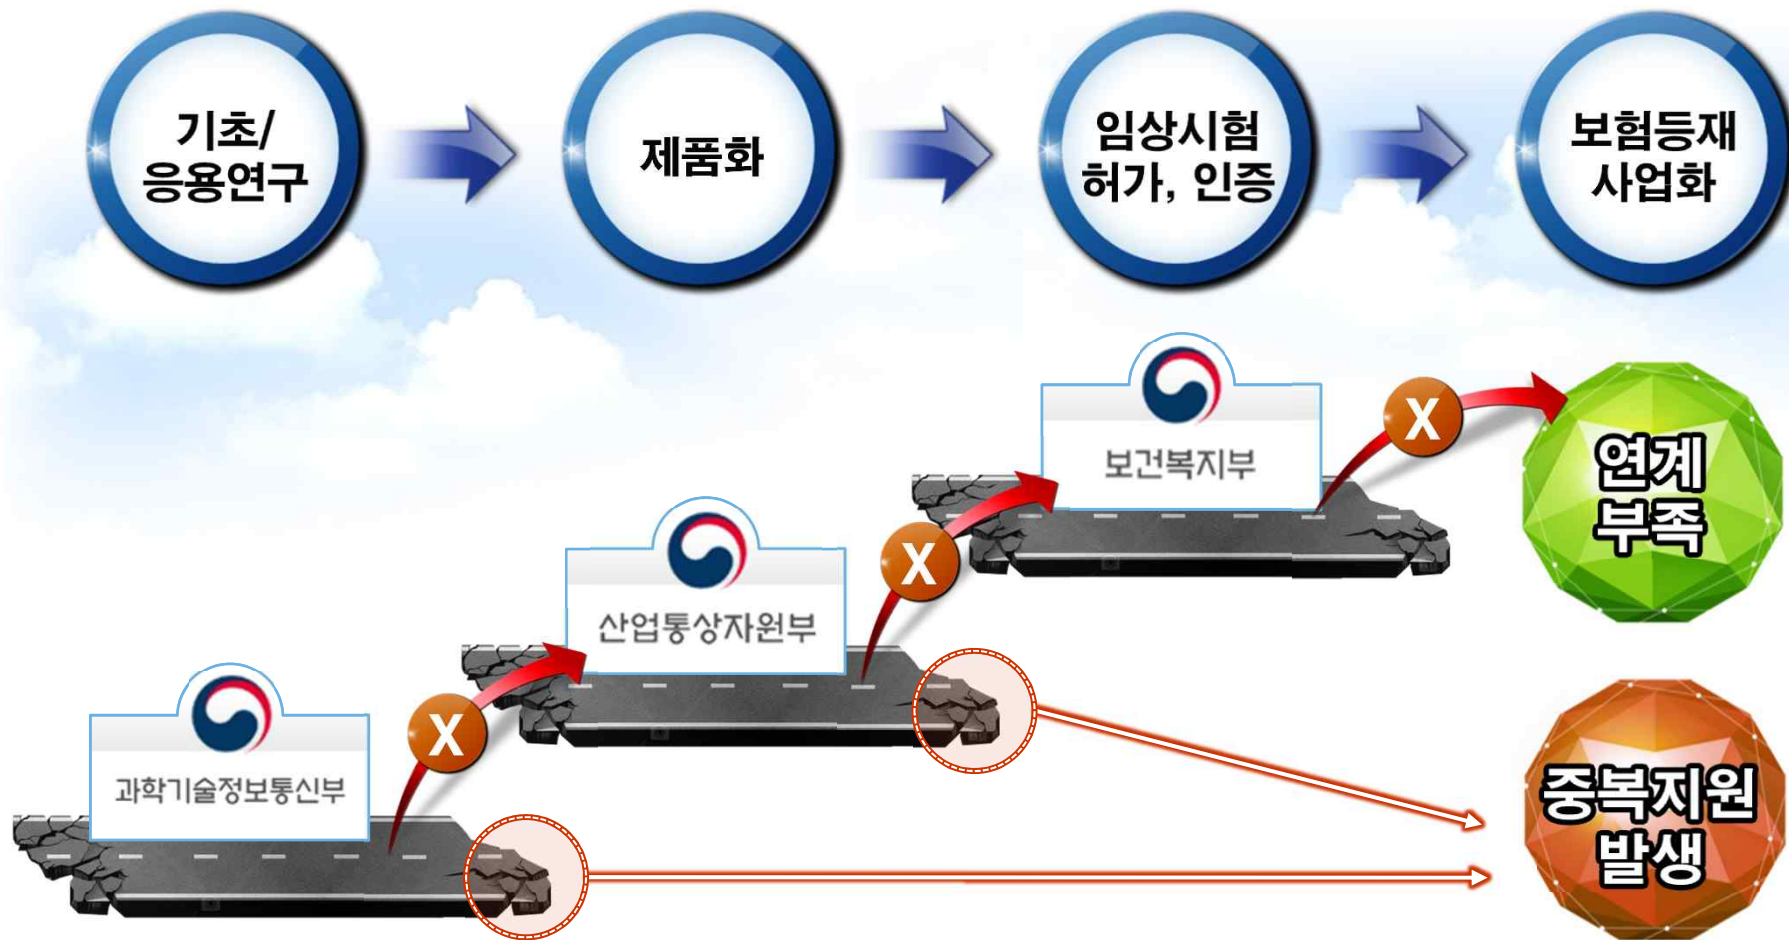 기초/
응용연구
제품화
임상시험
허가, 인증
보험등재
사업화
보건복지부
X
연계
부족
산업통상자원부
X
과학기술정보통신부
X
중복지원
발생